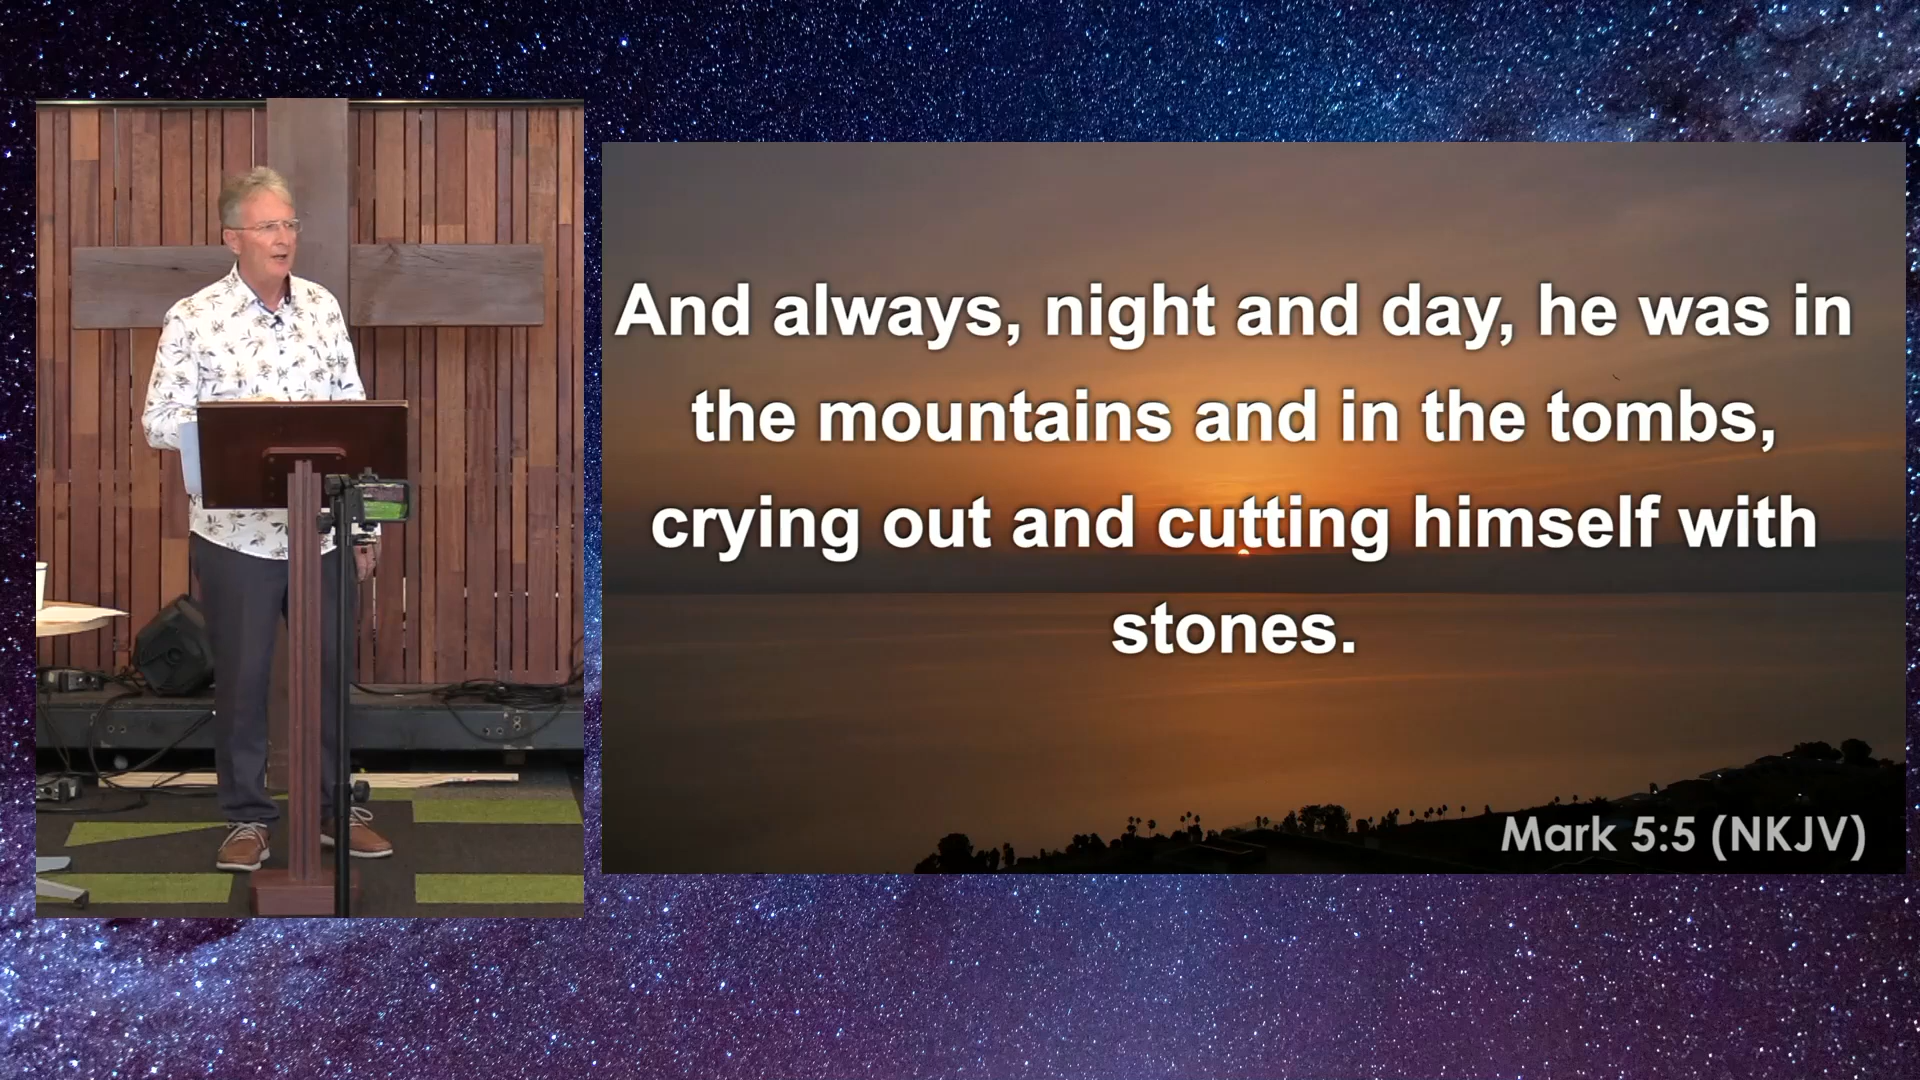 And always, night and day, he was in
the mountains and in the tombs,
crying out and cutting himself with
stones.
Mark 5:5 (NKJV)